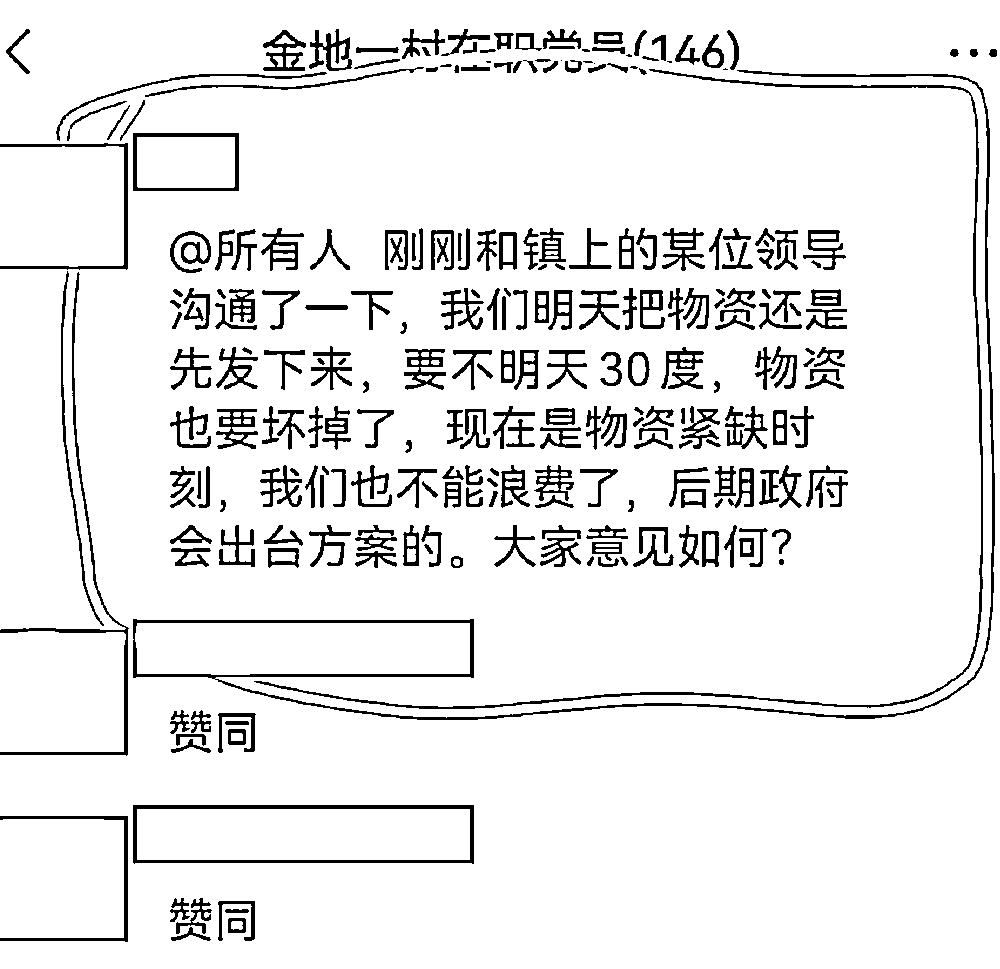 金地一村在职党员(146)
@所有人 刚刚和镇上的某位领导
沟通了一下，我们明天把物资还是
先发下来，要不明天30度，物资
也要坏掉了，现在是物资紧缺时
刻，我们也不能浪费了，后期政府
会出台方案的。大家意见如何？
赞同
赞同